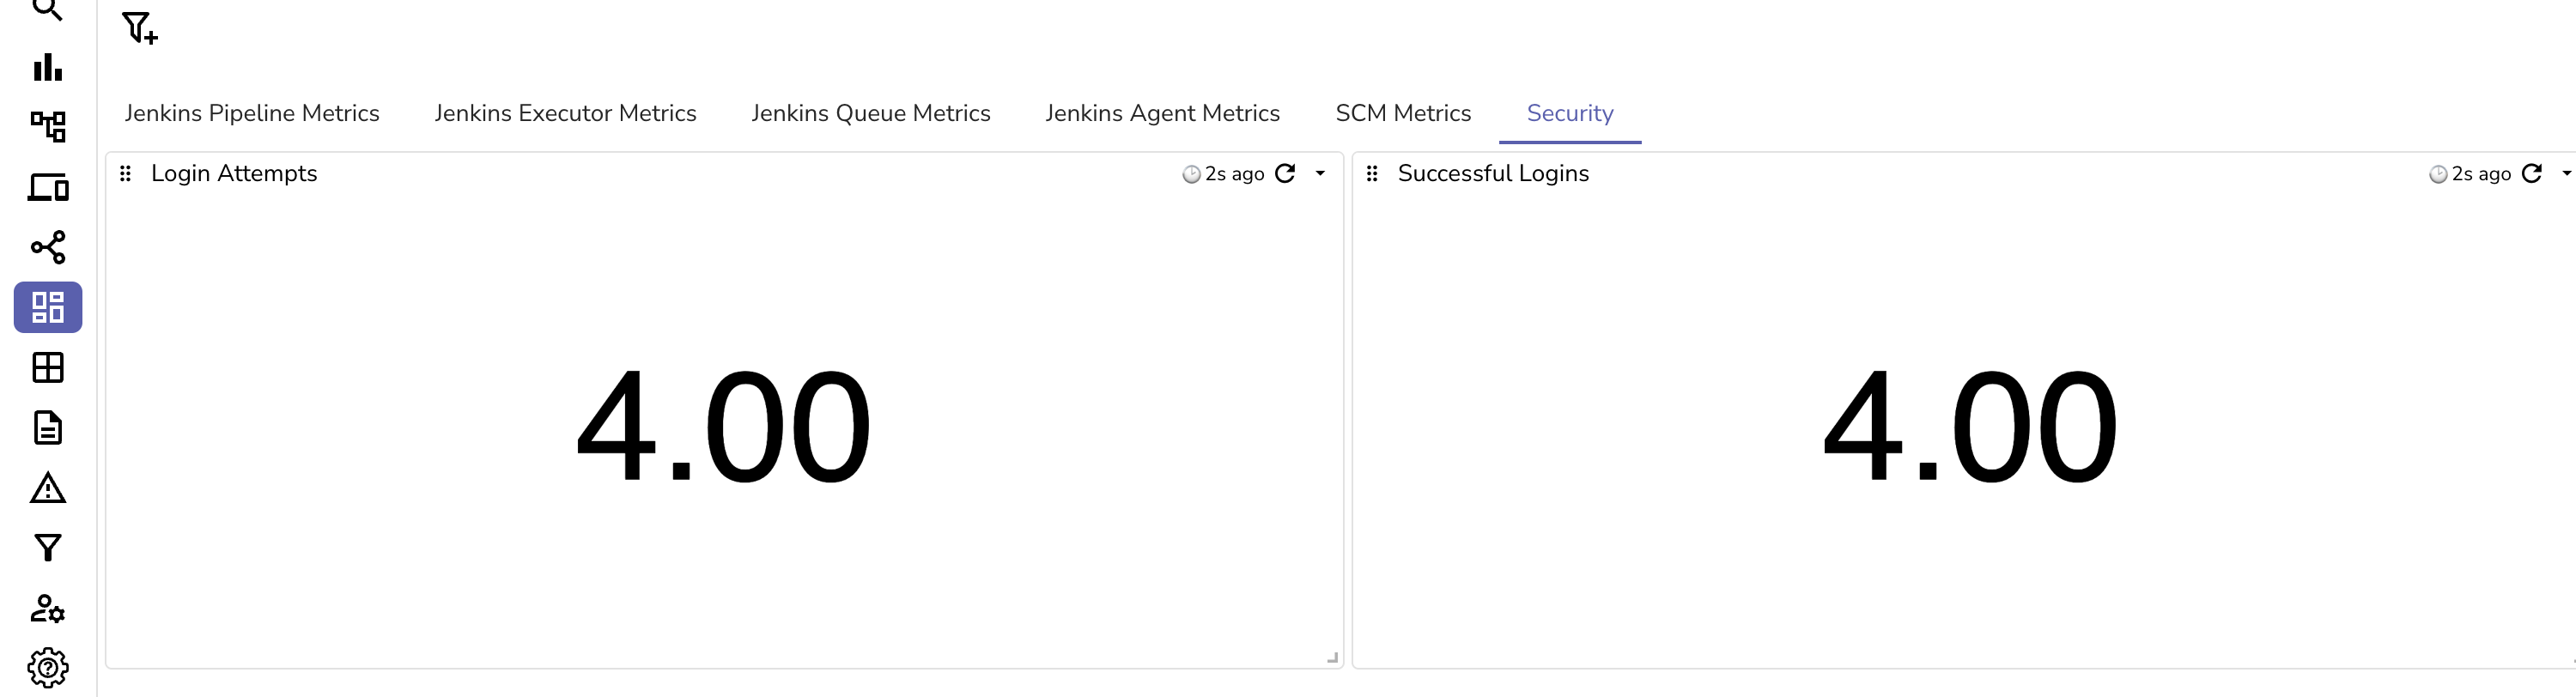 Jenkins Pipeline Metrics Jenkins Executor Metrics Jenkins Queue Metrics Jenkins Agent Metrics SCM Metrics Security
Login Attempts 2s ago
Successful Logins 2s ago
4.00
4.00